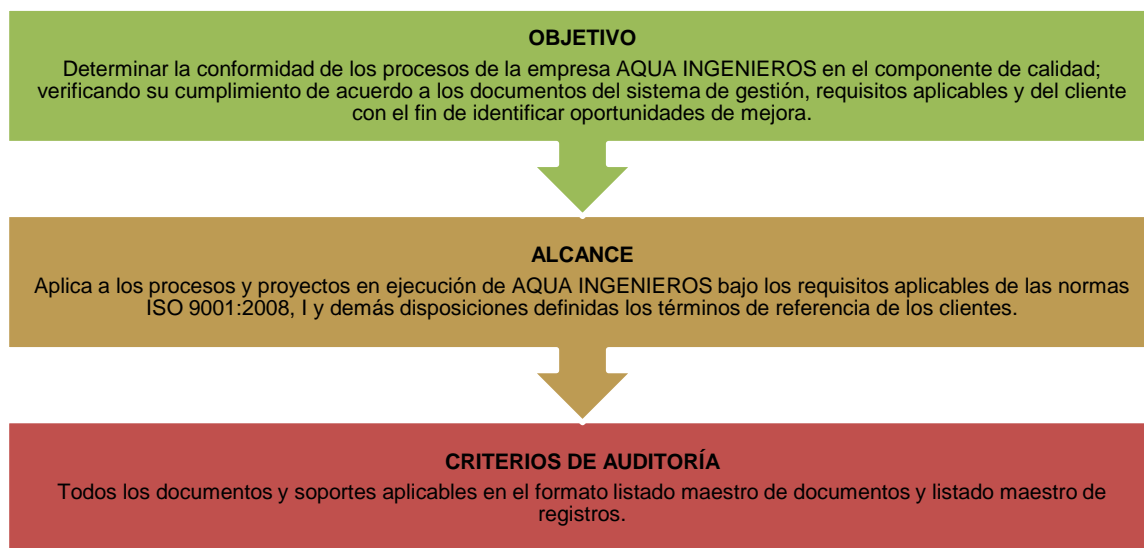 OBJETIVO
Determinar la conformidad de los procesos de la empresa AQUA INGENIEROS en el componente de calidad;
verificando su cumplimiento de acuerdo a los documentos del sistema de gestión, requisitos aplicables y del cliente
con el fin de identificar oportunidades de mejora.
ALCANCE
Aplica a los procesos y proyectos en ejecución de AQUA INGENIEROS bajo los requisitos aplicables de las normas
ISO 9001:2008, I y demás disposiciones definidas los términos de referencia de los clientes.
CRITERIOS DE AUDITORÍA
Todos los documentos y soportes aplicables en el formato listado maestro de documentos y listado maestro de
registros.